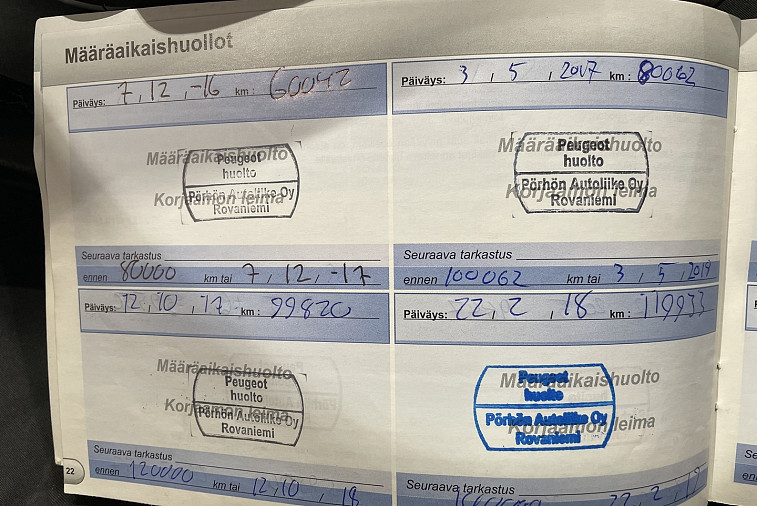 Määräaikaishuollot
Päiväys: 7, 12, -16 km: 60042
Määräaikaishuolto
Peugeot
huolto
Korjaamon leima
Pörhön Autoliike Oy
Rovaniemi
Seuraava tarkastus
ennen 80000 km tai 7, 12, -17
Päiväys: 3, 5, 2017 km: 80062
Määräaikaishuolto
Peugeot
huolto
Korjaamon leima
Pörhön Autoliike Oy
Rovaniemi
Seuraava tarkastus
ennen 100062 km tai 3, 5, 2019
Päiväys: 12, 10, 17 km: 99820
Määräaikaishuolto
Peugeot
huolto
Korjaamon leima
Pörhön Autoliike Oy
Rovaniemi
Seuraava tarkastus
ennen 120000 km tai 12, 10, 18
Päiväys: 22, 2, 18 km: 119933
Määräaikaishuolto
Peugeot
huolto
Korjaamon leima
Pörhön Autoliike Oy
Rovaniemi
Seuraava tarkastus
22